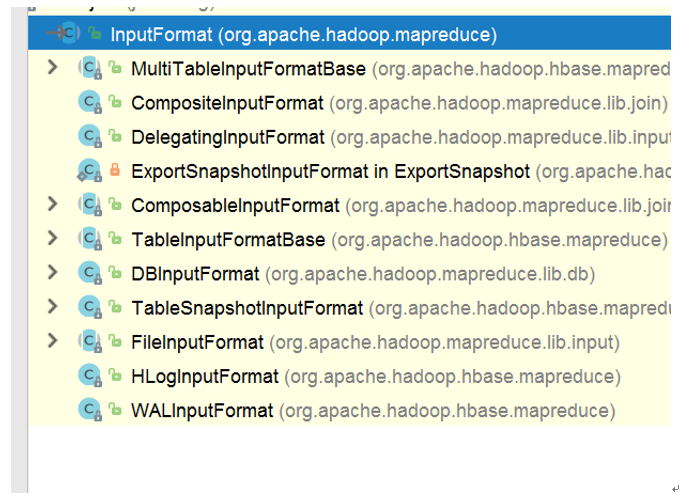 InputFormat (org.apache.hadoop.mapreduce)
MultiTableInputFormatBase (org.apache.hadoop.hbase.mapred
CompositeInputFormat (org.apache.hadoop.mapreduce.lib.join)
DelegatingInputFormat (org.apache.hadoop.mapreduce.lib.input
ExportSnapshotInputFormat in ExportSnapshot (org.apache.hac
ComposableInputFormat (org.apache.hadoop.mapreduce.lib.join
TableInputFormatBase (org.apache.hadoop.hbase.mapreduce)
DBInputFormat (org.apache.hadoop.mapreduce.lib.db)
TableSnapshotInputFormat (org.apache.hadoop.hbase.mapredu
FileInputFormat (org.apache.hadoop.mapreduce.lib.input)
HLogInputFormat (org.apache.hadoop.hbase.mapreduce)
WALInputFormat (org.apache.hadoop.hbase.mapreduce)